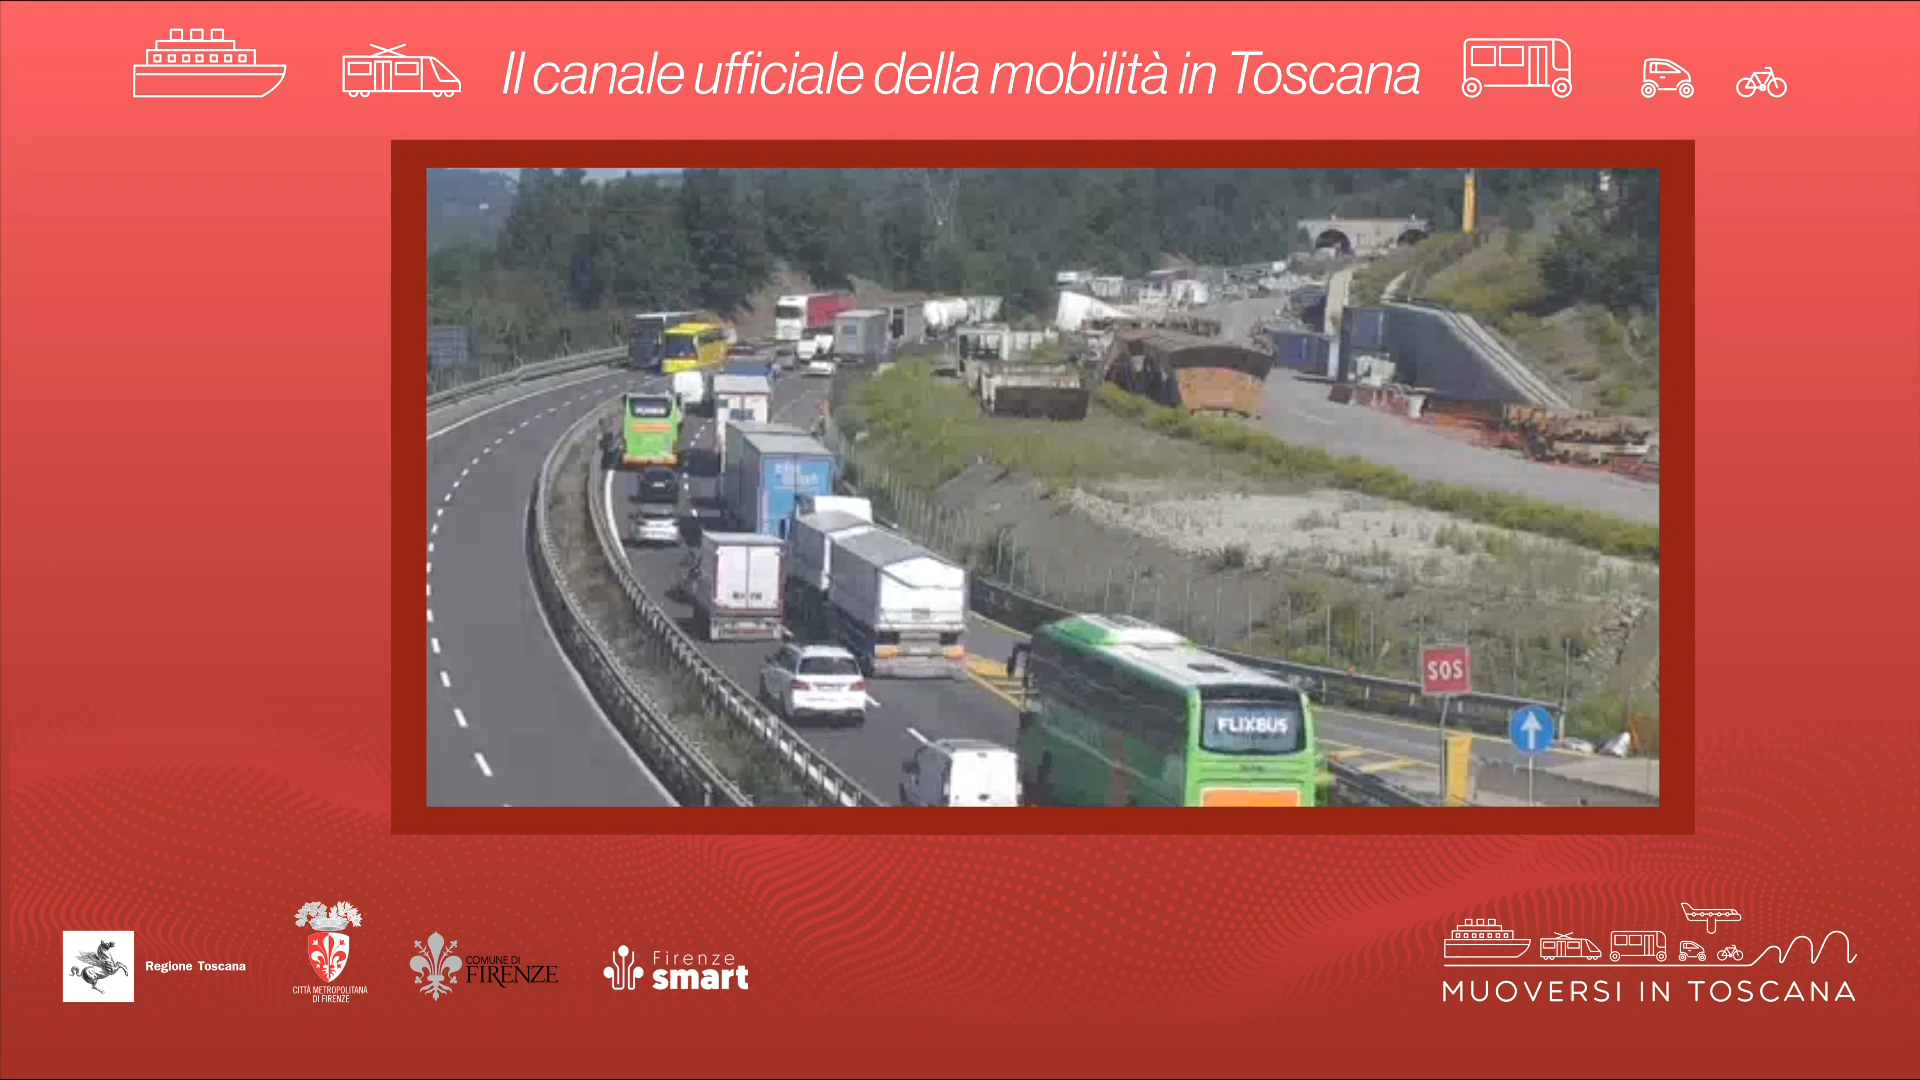 Il canale ufficiale della mobilità in Toscana
FLIXBUS
SOS
Regione Toscana
CITTÀ METROPOLITANA
DI FIRENZE
COMUNE DI
FIRENZE
Firenze
smart
MUOVERSI IN TOSCANA